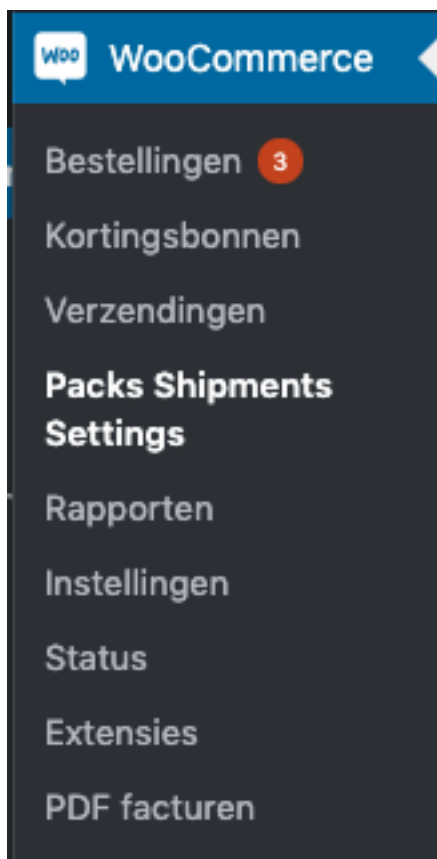 Woo WooCommerce
Bestellingen 3
Kortingsbonnen
Verzendingen
Packs Shipments
Settings
Rapporten
Instellingen
Status
Extensies
PDF facturen